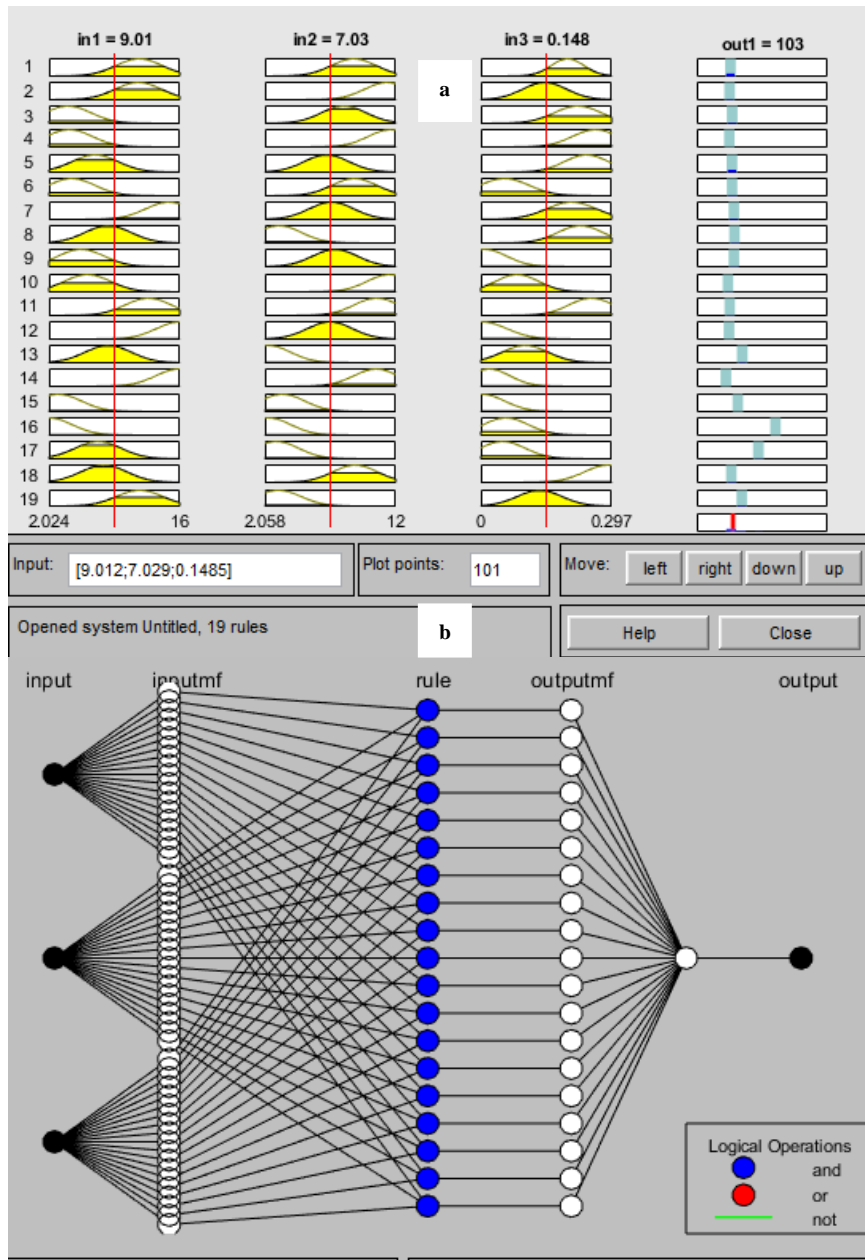 in1 = 9.01 in2 = 7.03 in3 = 0.148 out1 = 103
a
1
2
3
4
5
6
7
8
9
10
11
12
13
14
15
16
17
18
19
2.024 16 2.058 12 0 0.297
Input: [9.012;7.029;0.1485] Plot points: 101 Move: left right down up
Opened system Untitled, 19 rules Help Close
b
input inputmf rule outputmf output
Logical Operations
and
or
not